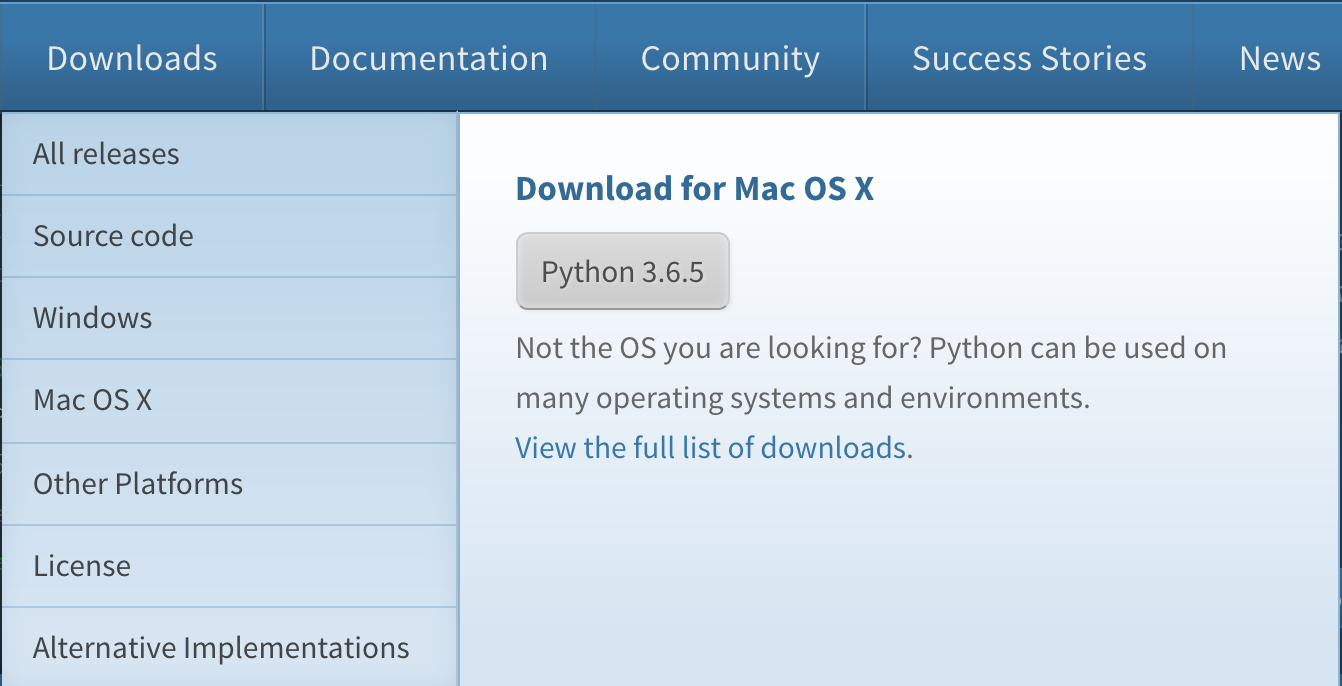 Downloads
Documentation
Community
Success Stories
News
All releases
Source code
Windows
Mac OS X
Other Platforms
License
Alternative Implementations
Download for Mac OS X
Python 3.6.5
Not the OS you are looking for? Python can be used on
many operating systems and environments.
View the full list of downloads.